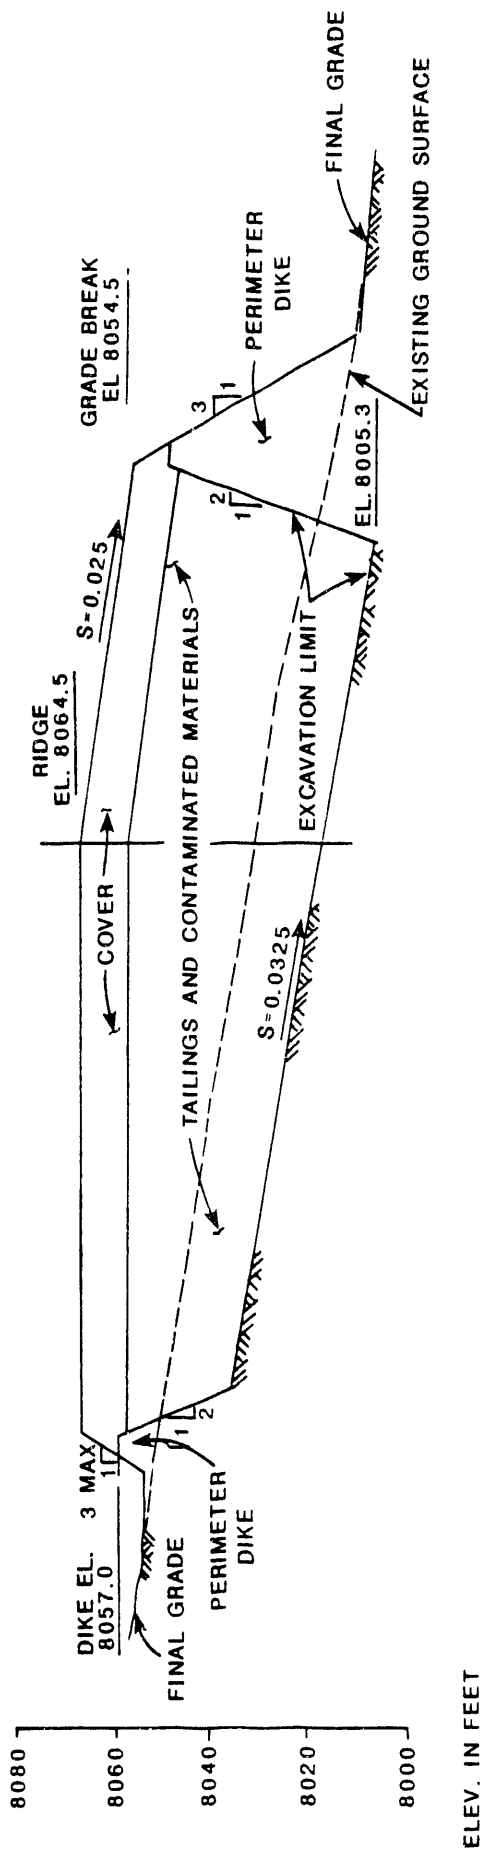 8080
8060
8040
8020
8000
ELEV. IN FEET
DIKE EL.
8057.0
3 MAX
1
FINAL GRADE
PERIMETER
DIKE
1
2
COVER
RIDGE
EL. 8064.5
S=0.025
TAILINGS AND CONTAMINATED MATERIALS
S=0.0325
EXCAVATION LIMIT
GRADE BREAK
EL 8054.5
3
1
2
1
PERIMETER
DIKE
EL.8005.3
FINAL GRADE
EXISTING GROUND SURFACE